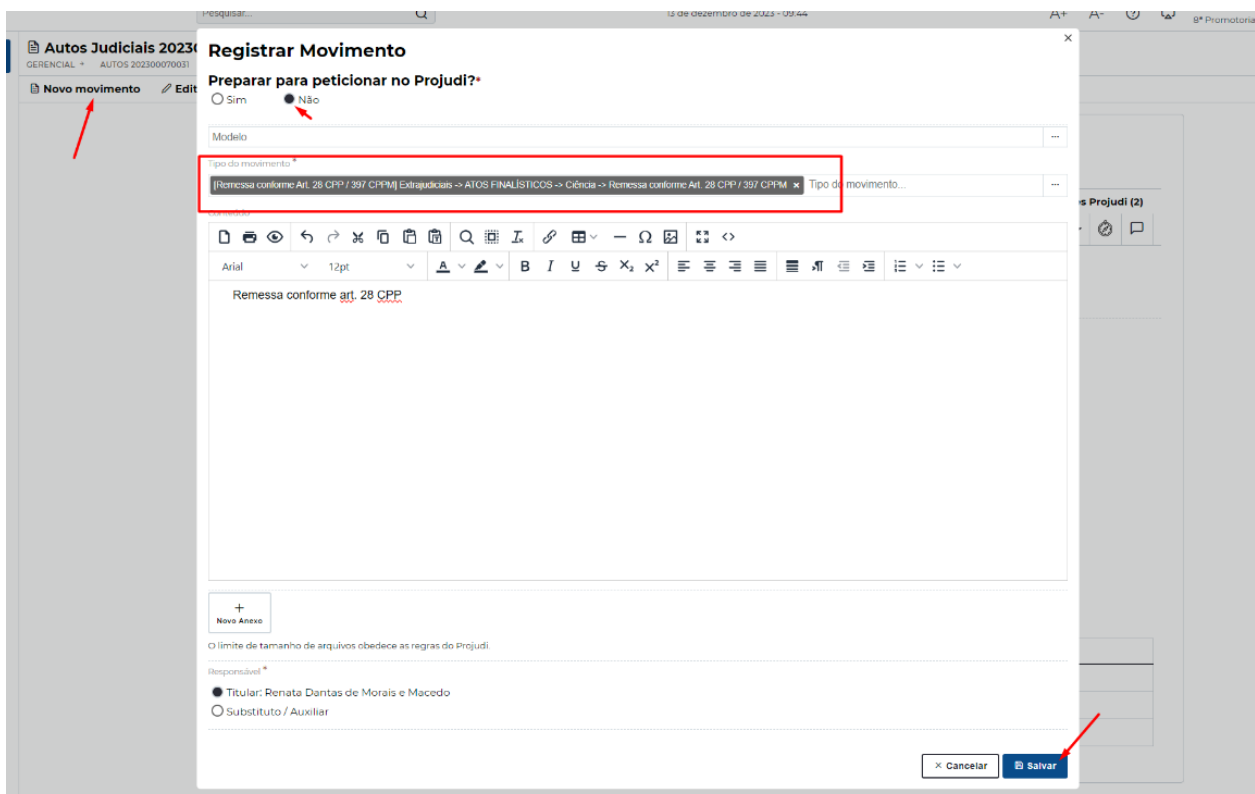 Pesquisar...
13 de dezembro de 2023 - 09:44
A+ A-
8ª Promotoria
Autos Judiciais 2023
GERENCIAL AUTOS 202300070031
Novo movimento Edit
Registrar Movimento
×
Preparar para peticionar no Projudi?*
Sim Não
Modelo ...
Tipo do movimento *
[Remessa conforme Art. 28 CPP / 397 CPPM] Extrajudiciais -> ATOS FINALÍSTICOS -> Ciência -> Remessa conforme Art. 28 CPP / 397 CPPM × Tipo do movimento... ...
s Projudi (2)
Conteúdo
Arial 12pt A B I U S X₂ X²
Remessa conforme art. 28 CPP
+
Novo Anexo
O limite de tamanho de arquivos obedece as regras do Projudi.
Responsável *
Titular: Renata Dantas de Morais e Macedo
Substituto / Auxiliar
× Cancelar Salvar